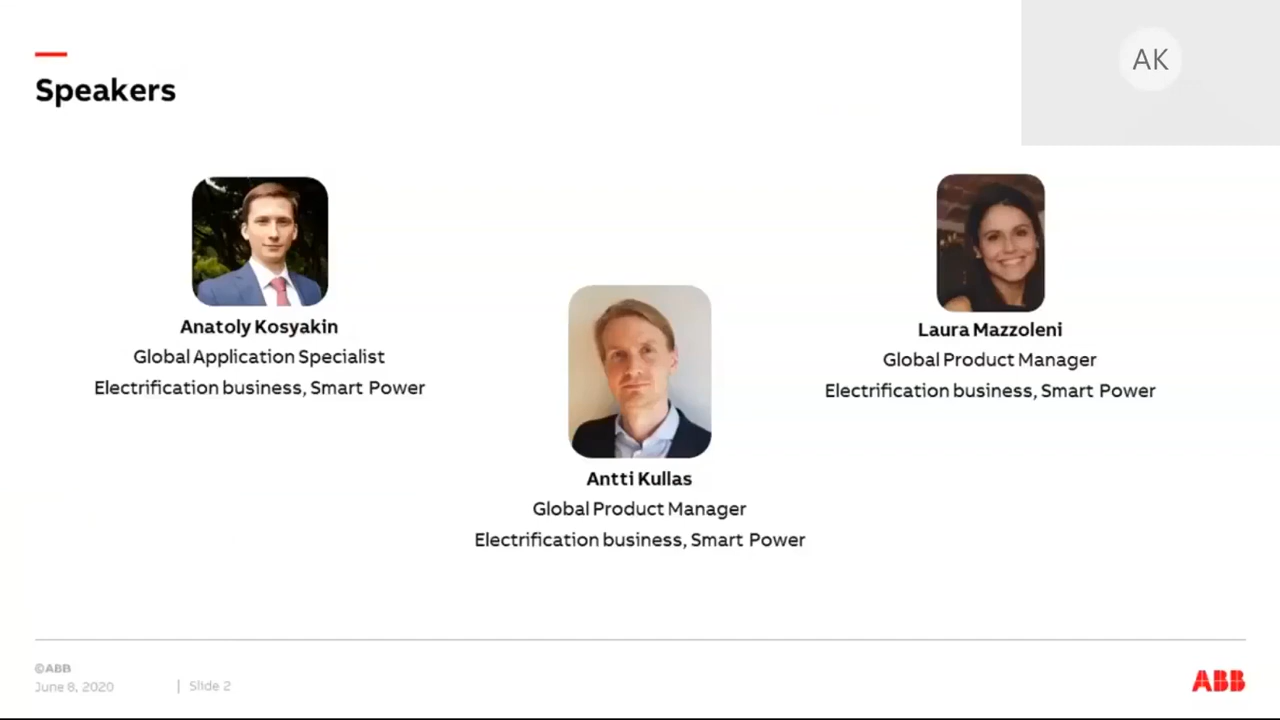 AK
Speakers
Anatoly Kosyakin
Global Application Specialist
Electrification business, Smart Power
Antti Kullas
Global Product Manager
Electrification business, Smart Power
Laura Mazzoleni
Global Product Manager
Electrification business, Smart Power
©ABB
June 8, 2020 | Slide 2
ABB